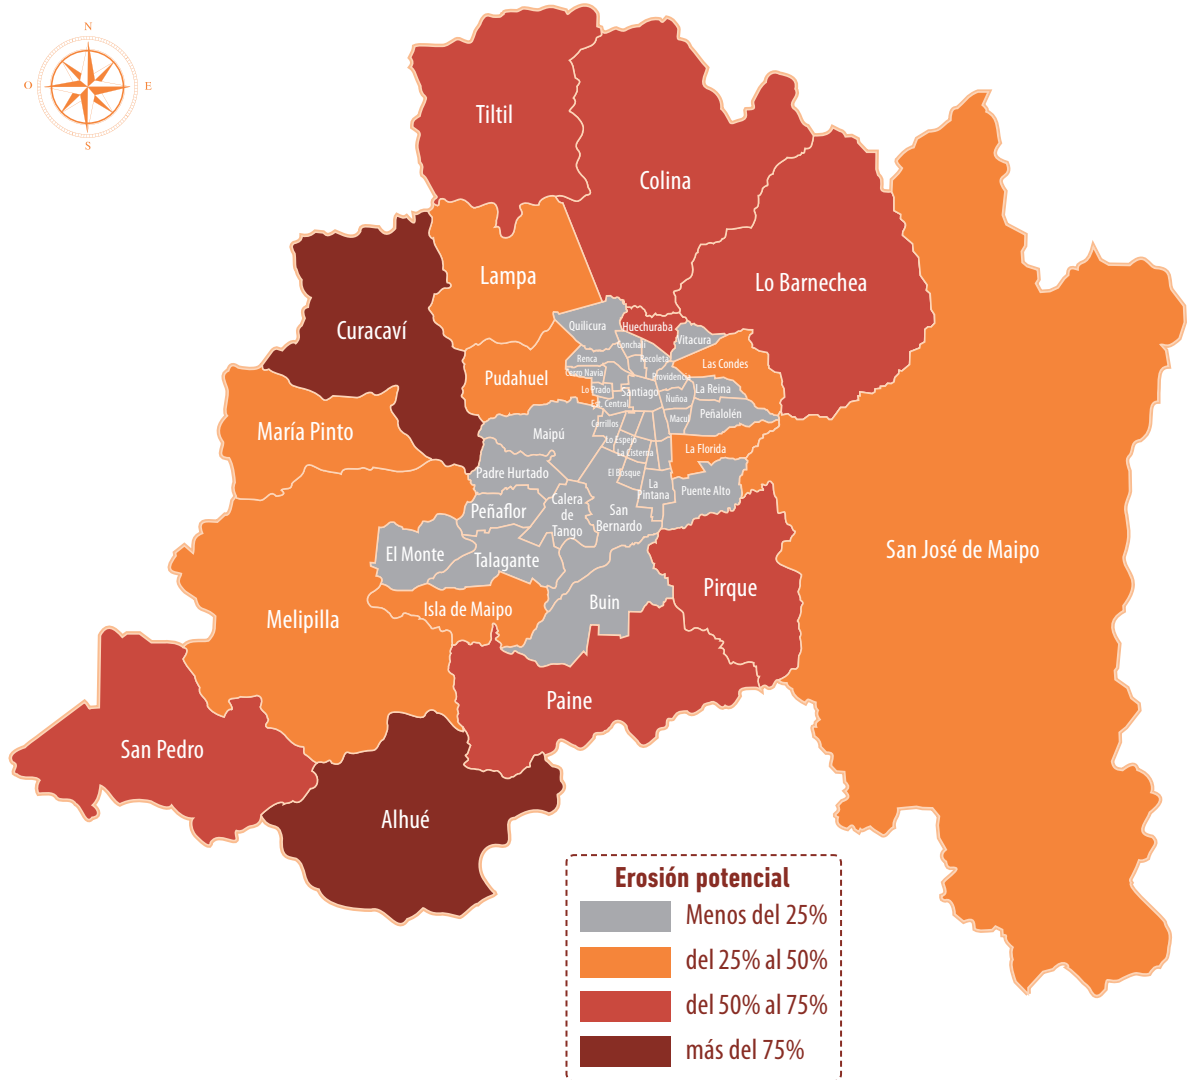 N
O
E
S
Tiltil
Colina
Lampa
Lo Barnechea
Curacaví
Quilicura
Huechuraba
Conchalí
Vitacura
Renca
Recoleta
Las Condes
Cerro Navia
Providencia
Pudahuel
Lo Prado
Santiago
La Reina
Est. Central
Ñuñoa
María Pinto
Maipú
Cerrillos
Macul
Peñalolén
Lo Espejo
La Cisterna
La Florida
Padre Hurtado
El Bosque
La
Pintana
Puente Alto
Peñaflor
Calera
de
Tango
San
Bernardo
El Monte
Talagante
San José de Maipo
Melipilla
Isla de Maipo
Buin
Pirque
Paine
San Pedro
Alhué
Erosión potencial
Menos del 25%
del 25% al 50%
del 50% al 75%
más del 75%